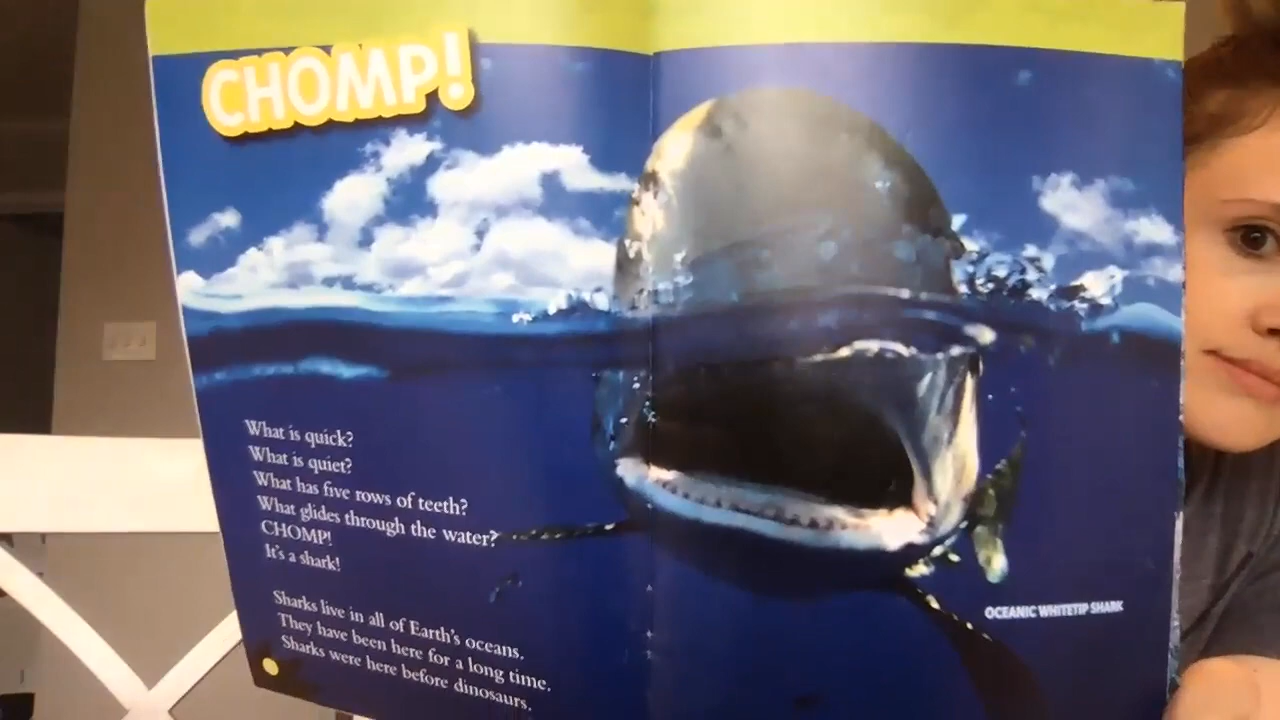 CHOMP!
What is quick?
What is quiet?
What has five rows of teeth?
What glides through the water?
CHOMP!
It's a shark!
Sharks live in all of Earth's oceans.
They have been here for a long time.
Sharks were here before dinosaurs.
OCEANIC WHITETIP SHARK